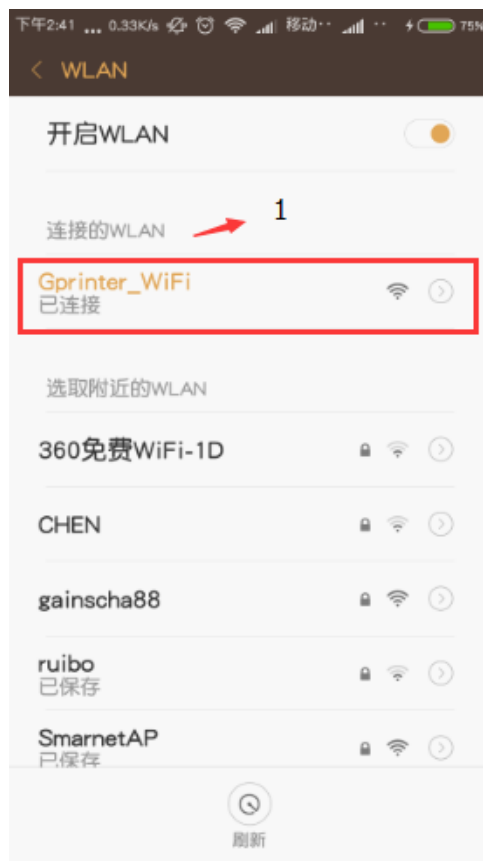 下午2:41 ... 0.33K/s 移动·· ·· 75%
WLAN
开启WLAN
1
连接的WLAN
Gprinter_WiFi
已连接
选取附近的WLAN
360免费WiFi-1D
CHEN
gainscha88
ruibo
已保存
SmarnetAP
已保存
刷新